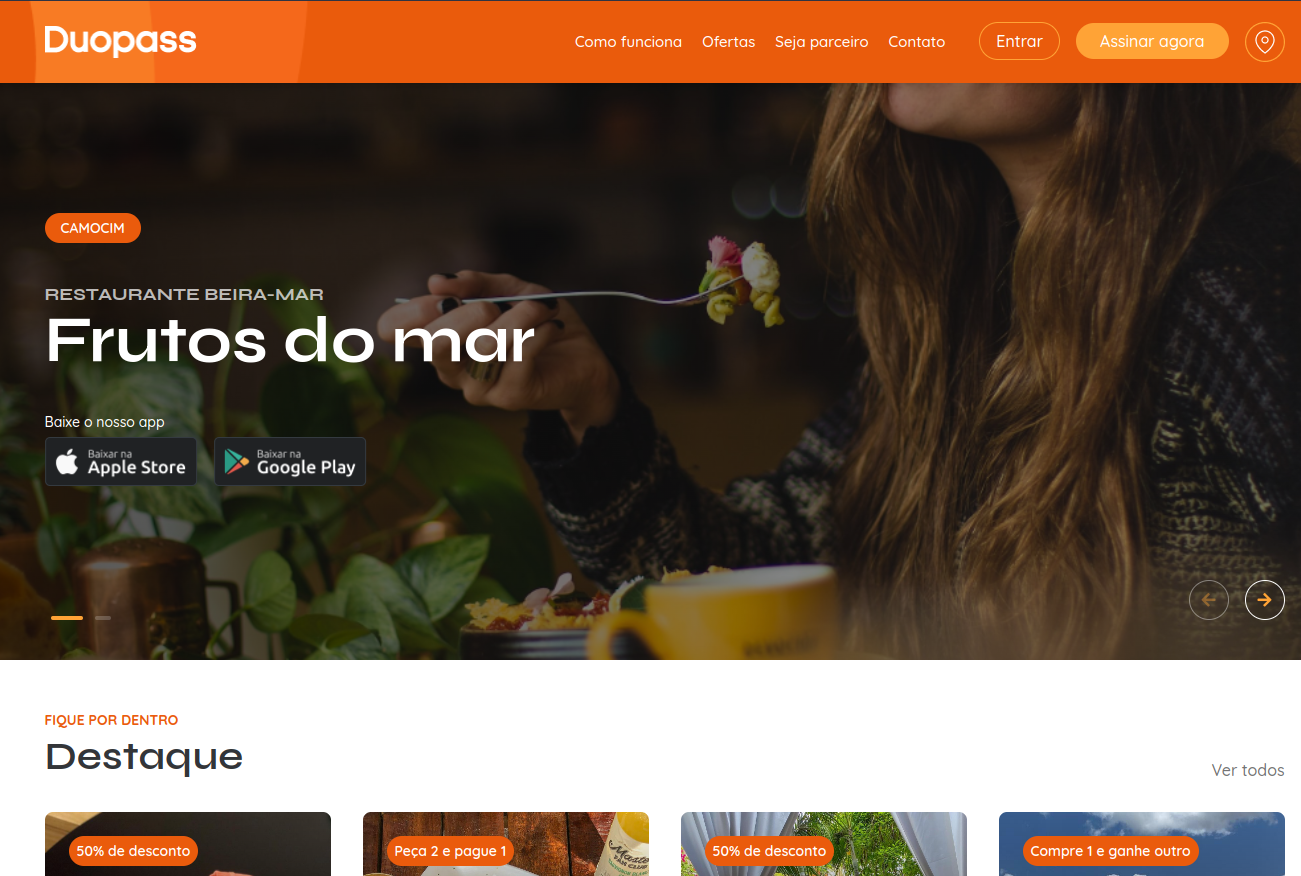 Duopass
Como funciona Ofertas Seja parceiro Contato Entrar Assinar agora
CAMOCIM
RESTAURANTE BEIRA-MAR
Frutos do mar
Baixe o nosso app
Baixar na
Apple Store
Baixar na
Google Play
FIQUE POR DENTRO
Destaque
Ver todos
50% de desconto
Peça 2 e pague 1
50% de desconto
Compre 1 e ganhe outro